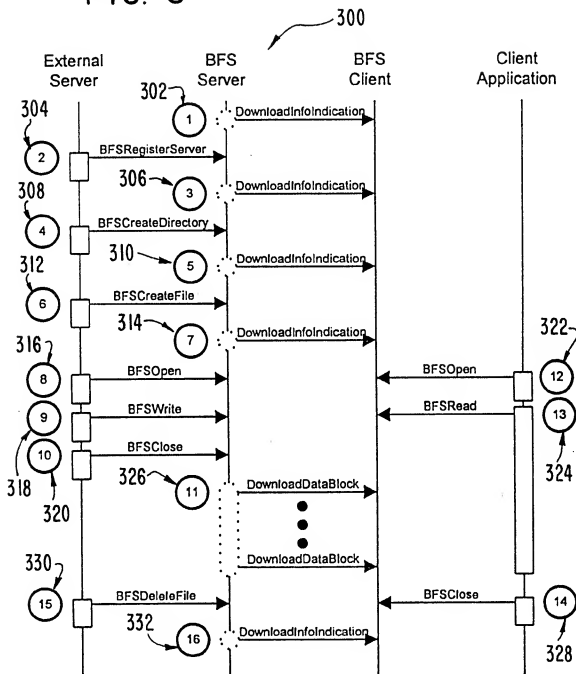 300
External Server
BFS Server
BFS Client
Client Application
302
1
DownloadInfoIndication
304
2
BFSRegisterServer
306
3
DownloadInfoIndication
308
4
BFSCreateDirectory
310
5
DownloadInfoIndication
312
6
BFSCreateFile
314
7
DownloadInfoIndication
316
8
BFSOpen
BFSOpen
12
322
318
9
BFSWrite
BFSRead
13
324
320
10
BFSClose
326
11
DownloadDataBlock
DownloadDataBlock
330
15
BFSDeleleFile
BFSClose
14
328
332
16
DownloadInfoIndication